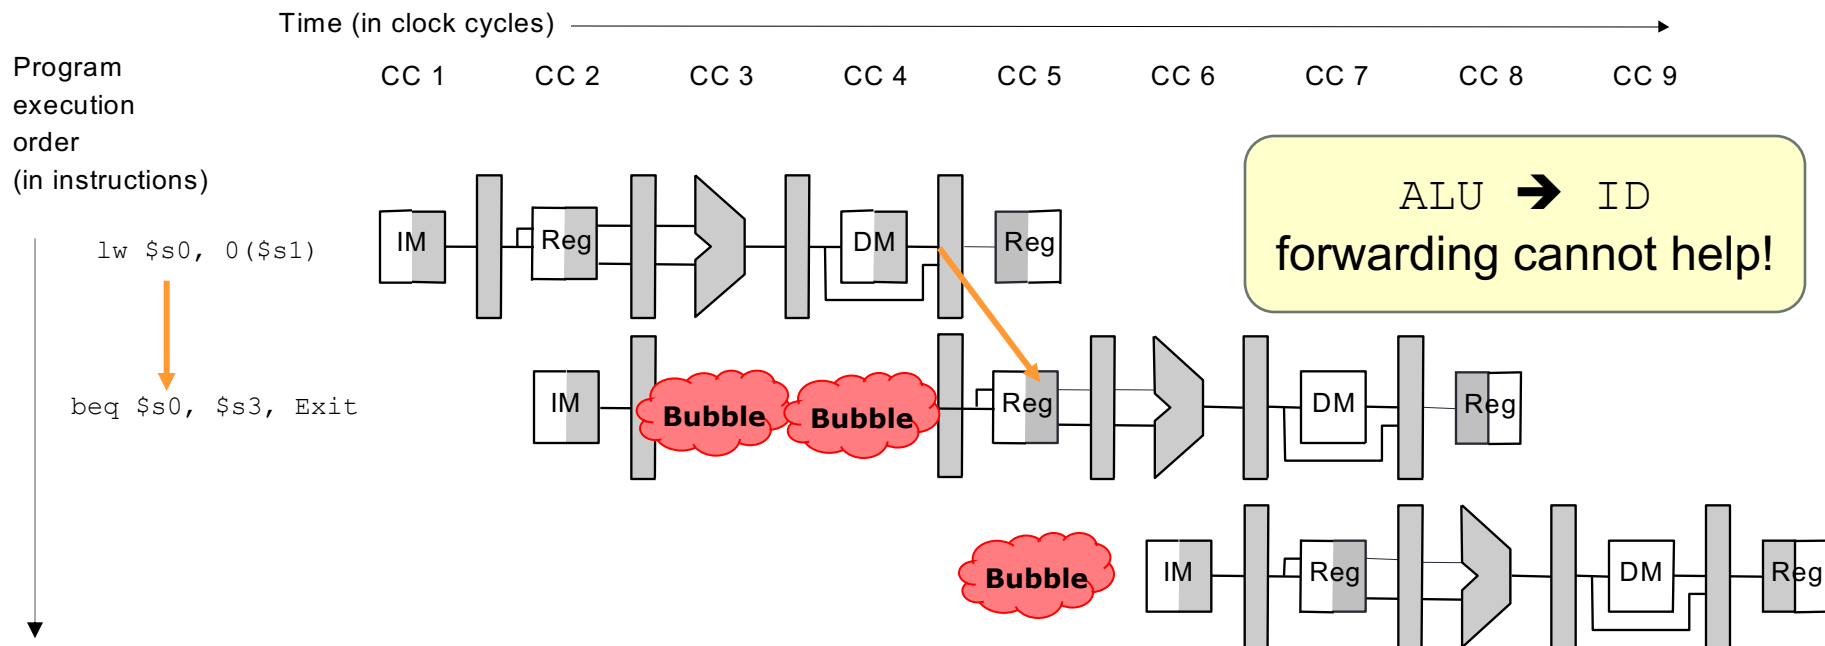 Time (in clock cycles)
Program
execution
order
(in instructions)
CC 1 CC 2 CC 3 CC 4 CC 5 CC 6 CC 7 CC 8 CC 9
ALU ➔ ID
forwarding cannot help!
lw $s0, 0($s1)
IM Reg DM Reg
beq $s0, $s3, Exit
IM Bubble Bubble Reg DM Reg
Bubble IM Reg DM Reg